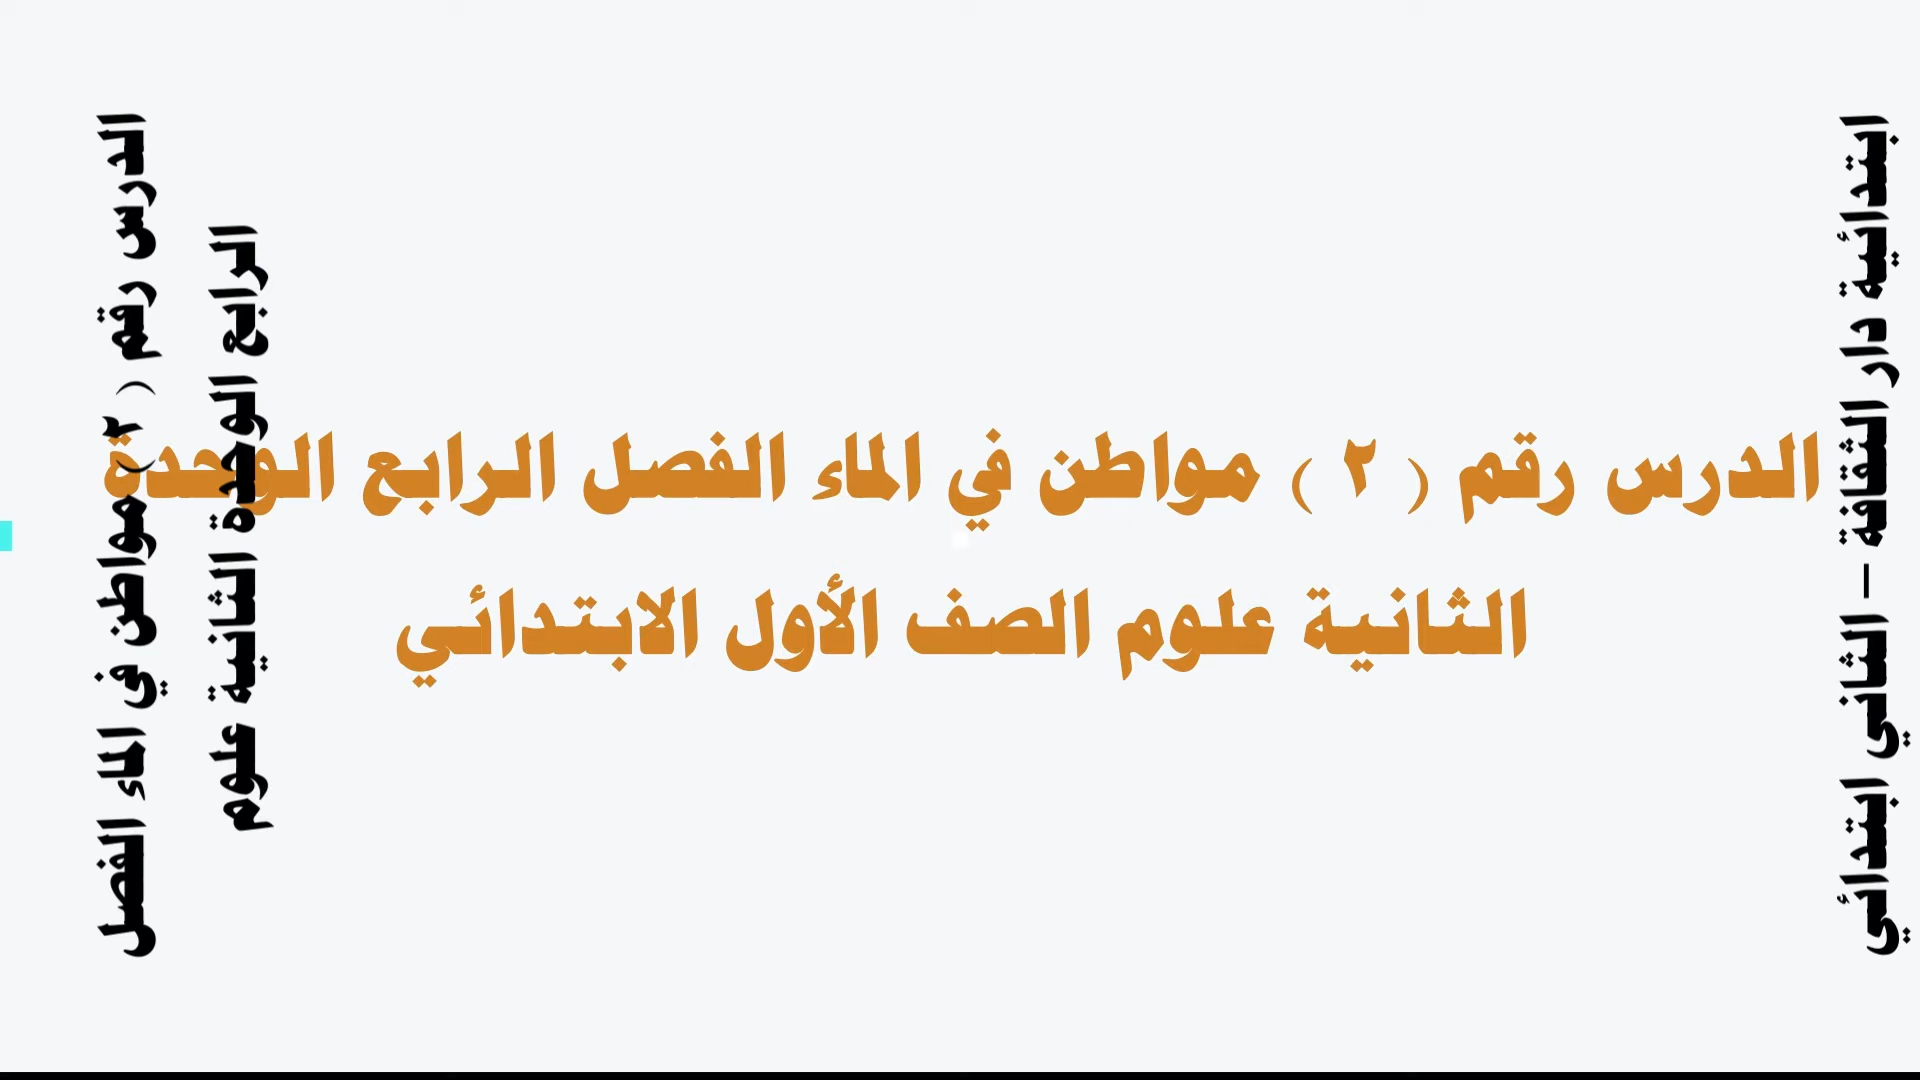 الدرس رقم ( ٢ ) مواطن في الماء الفصل الرابع الوحدة
الثانية علوم الصف الأول الابتدائي
ابتدائية دار الثقافة – الثاني ابتدائي
الدرس رقم ( ٢ ) مواطن في الماء الفصل
الرابع الوحدة الثانية علوم